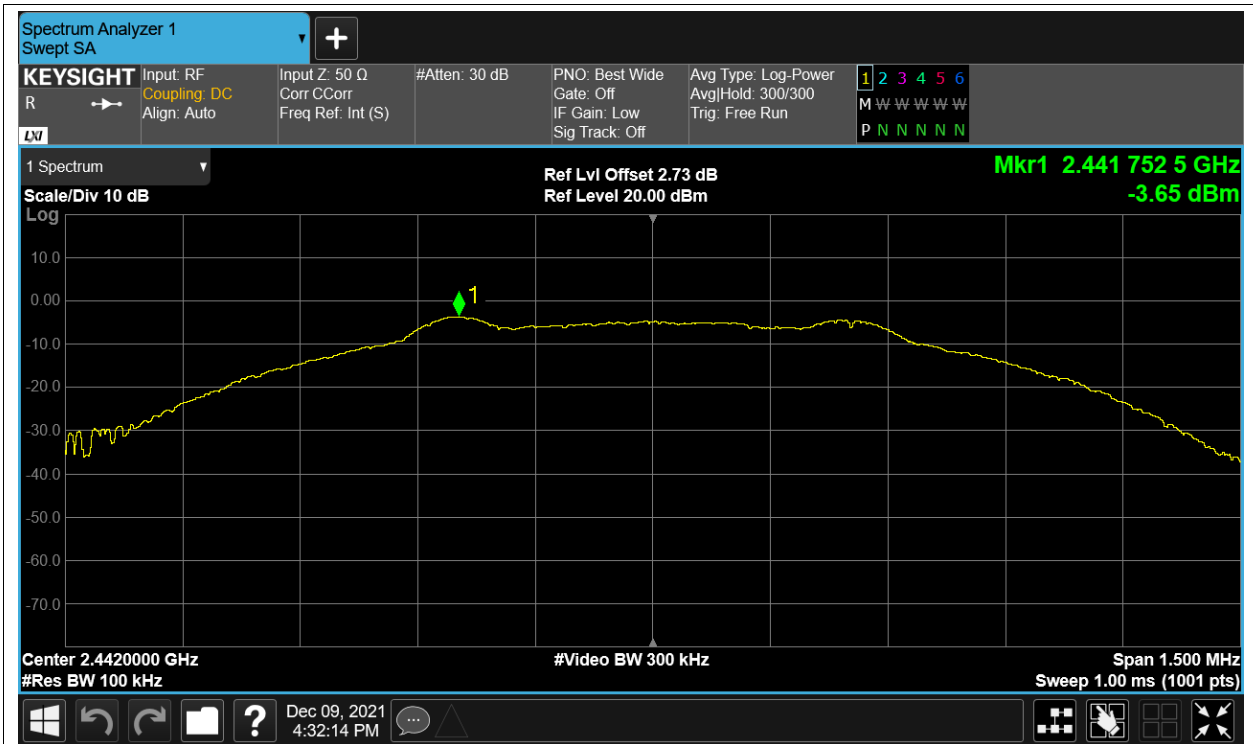 Spectrum Analyzer 1
Swept SA
KEYSIGHT
R
LXI
Input: RF
Coupling: DC
Align: Auto
Input Z: 50 Ω
Corr CCorr
Freq Ref: Int (S)
#Atten: 30 dB
PNO: Best Wide
Gate: Off
IF Gain: Low
Sig Track: Off
Avg Type: Log-Power
Avg|Hold: 300/300
Trig: Free Run
1 2 3 4 5 6
M W W W W W W
P N N N N N N
1 Spectrum
Scale/Div 10 dB
Log
Ref Lvl Offset 2.73 dB
Ref Level 20.00 dBm
Mkr1 2.441 752 5 GHz
-3.65 dBm
1
10.0
0.00
-10.0
-20.0
-30.0
-40.0
-50.0
-60.0
-70.0
Center 2.4420000 GHz
#Res BW 100 kHz
#Video BW 300 kHz
Span 1.500 MHz
Sweep 1.00 ms (1001 pts)
?
Dec 09, 2021
4:32:14 PM